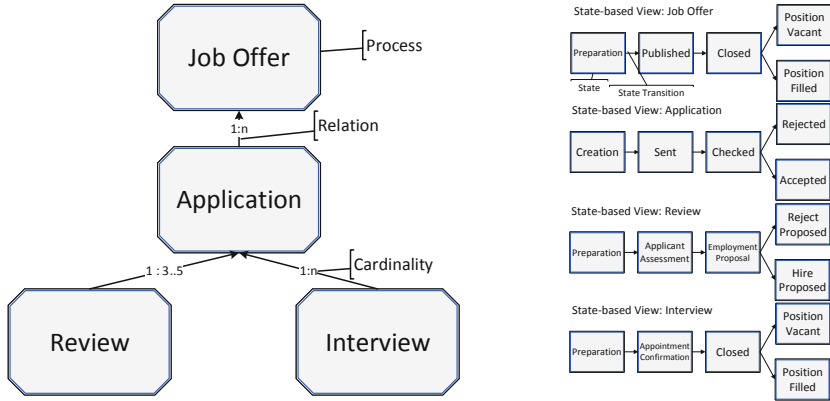 Job Offer
Process
1:n
Relation
Application
1 : 3..5
1:n
Cardinality
Review
Interview
State-based View: Job Offer
Preparation
Published
Closed
Position
Vacant
Position
Filled
State
State Transition
State-based View: Application
Creation
Sent
Checked
Rejected
Accepted
State-based View: Review
Preparation
Applicant
Assessment
Employment
Proposal
Reject
Proposed
Hire
Proposed
State-based View: Interview
Preparation
Appointment
Confirmation
Closed
Position
Vacant
Position
Filled